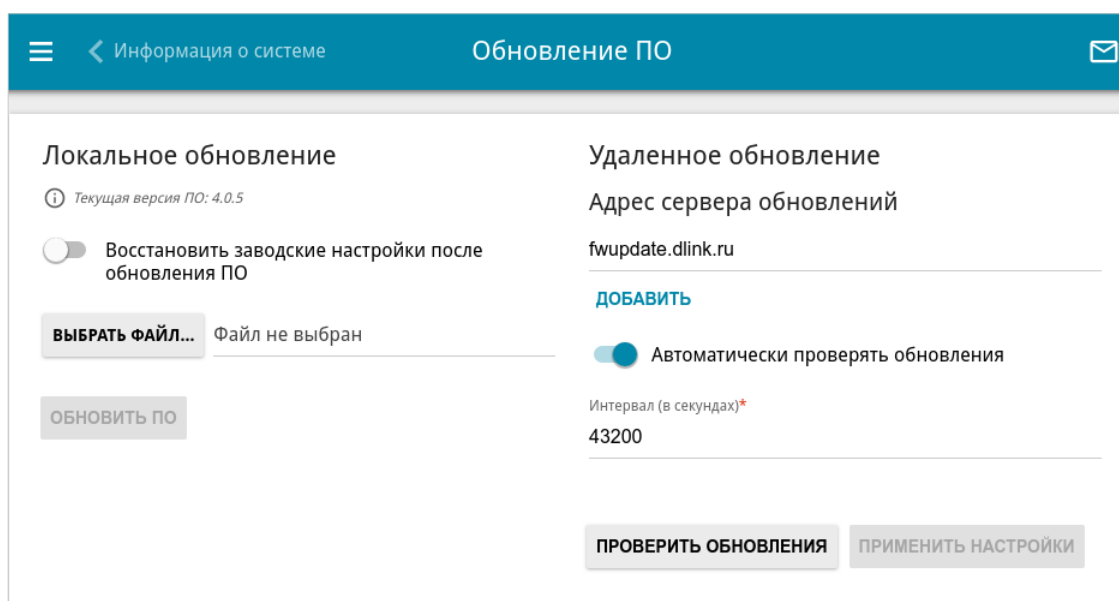 Информация о системе
Обновление ПО
Локальное обновление
Текущая версия ПО: 4.0.5
Восстановить заводские настройки после
обновления ПО
ВЫБРАТЬ ФАЙЛ... Файл не выбран
ОБНОВИТЬ ПО
Удаленное обновление
Адрес сервера обновлений
fwupdate.dlink.ru
ДОБАВИТЬ
Автоматически проверять обновления
Интервал (в секундах)*
43200
ПРОВЕРИТЬ ОБНОВЛЕНИЯ ПРИМЕНИТЬ НАСТРОЙКИ